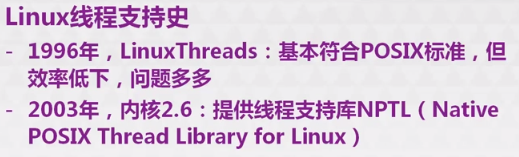 Linux线程支持史
- 1996年，LinuxThreads：基本符合POSIX标准，但
效率低下，问题多多
- 2003年，内核2.6：提供线程支持库NPTL（Native
POSIX Thread Library for Linux）